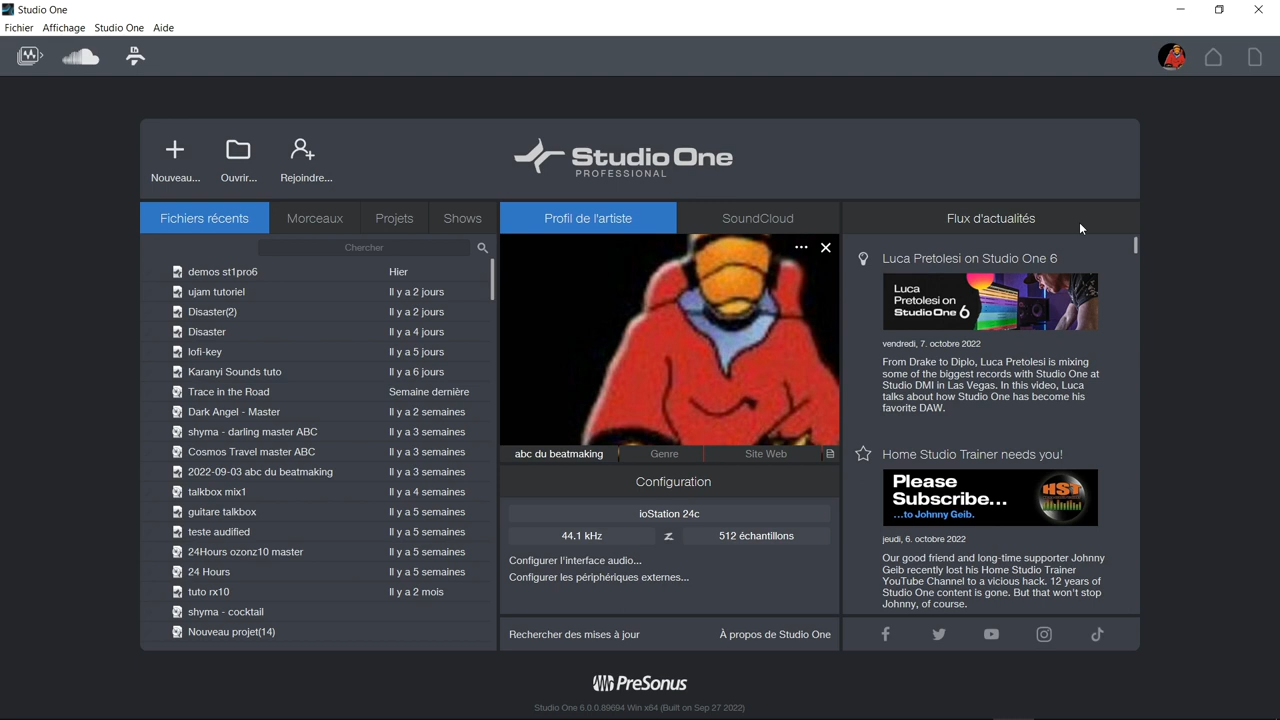 Studio One
Fichier Affichage Studio One Aide
Nouveau... Ouvrir... Rejoindre...
Studio One
PROFESSIONAL
Fichiers récents Morceaux Projets Shows
Chercher
demos st1pro6 Hier
ujam tutoriel Il y a 2 jours
Disaster(2) Il y a 2 jours
Disaster Il y a 4 jours
lofi-key Il y a 5 jours
Karanyi Sounds tuto Il y a 6 jours
Trace in the Road Semaine dernière
Dark Angel - Master Il y a 2 semaines
shyma - darling master ABC Il y a 3 semaines
Cosmos Travel master ABC Il y a 3 semaines
2022-09-03 abc du beatmaking Il y a 3 semaines
talkbox mix1 Il y a 4 semaines
guitare talkbox Il y a 5 semaines
teste audified Il y a 5 semaines
24Hours ozonz10 master Il y a 5 semaines
24 Hours Il y a 5 semaines
tuto rx10 Il y a 2 mois
shyma - cocktail
Nouveau projet(14)
Profil de l'artiste SoundCloud
abc du beatmaking Genre Site Web
Configuration
ioStation 24c
44.1 kHz 512 échantillons
Configurer l'interface audio...
Configurer les périphériques externes...
Rechercher des mises à jour À propos de Studio One
Flux d'actualités
Luca Pretolesi on Studio One 6
Luca
Pretolesi on
Studio One 6
vendredi, 7. octobre 2022
From Drake to Diplo, Luca Pretolesi is mixing
some of the biggest records with Studio One at
Studio DMI in Las Vegas. In this video, Luca
talks about how Studio One has become his
favorite DAW.
Home Studio Trainer needs you!
Please
Subscribe...
...to Johnny Geib.
HST
jeudi, 6. octobre 2022
Our good friend and long-time supporter Johnny
Geib recently lost his Home Studio Trainer
YouTube Channel to a vicious hack. 12 years of
Studio One content is gone. But that won't stop
Johnny, of course.
PreSonus
Studio One 6.0.0.89694 Win x64 (Built on Sep 27 2022)